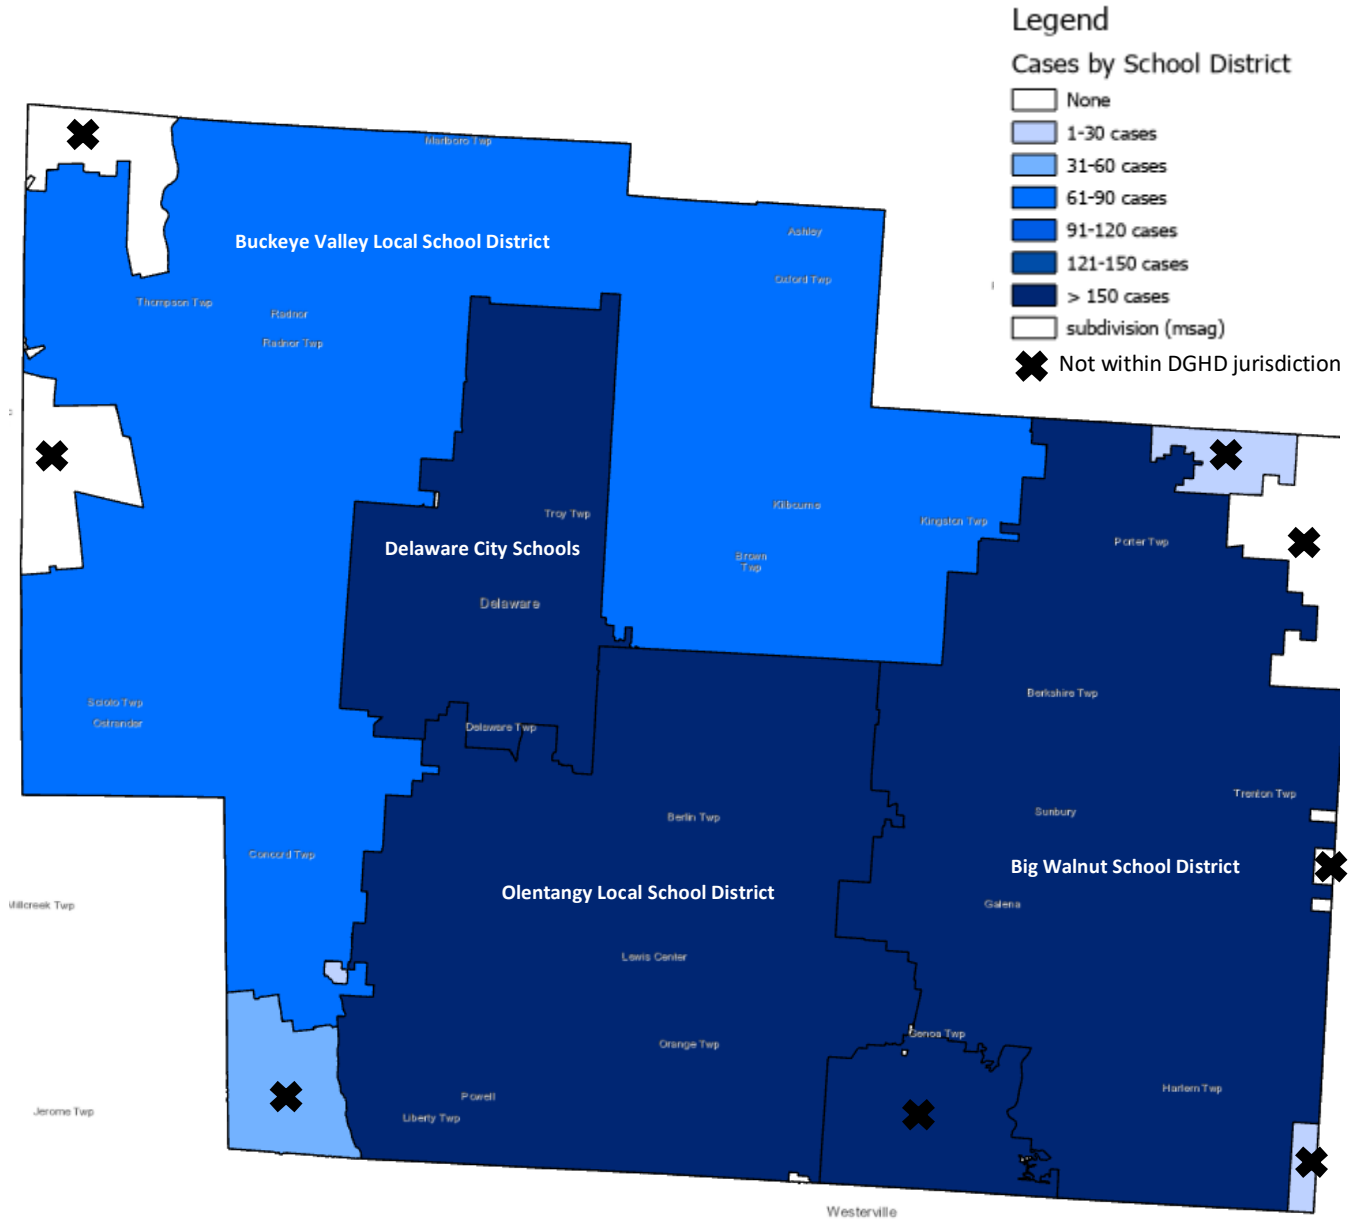 Legend
Cases by School District
None
1-30 cases
31-60 cases
61-90 cases
91-120 cases
121-150 cases
> 150 cases
subdivision (msag)
Not within DGHD jurisdiction
Marlboro Twp
Ashley
Buckeye Valley Local School District
Oxford Twp
Thompson Twp
Radnor
Radnor Twp
Kilbourne
Troy Twp
Kingston Twp
Porter Twp
Delaware City Schools
Brown
Twp
Delaware
Berkshire Twp
Scioto Twp
Ostrander
Delaware Twp
Trenton Twp
Sunbury
Berlin Twp
Concord Twp
Big Walnut School District
Olentangy Local School District
Millcreek Twp
Galena
Lewis Center
Genoa Twp
Orange Twp
Harlem Twp
Powell
Jerome Twp
Liberty Twp
Westerville